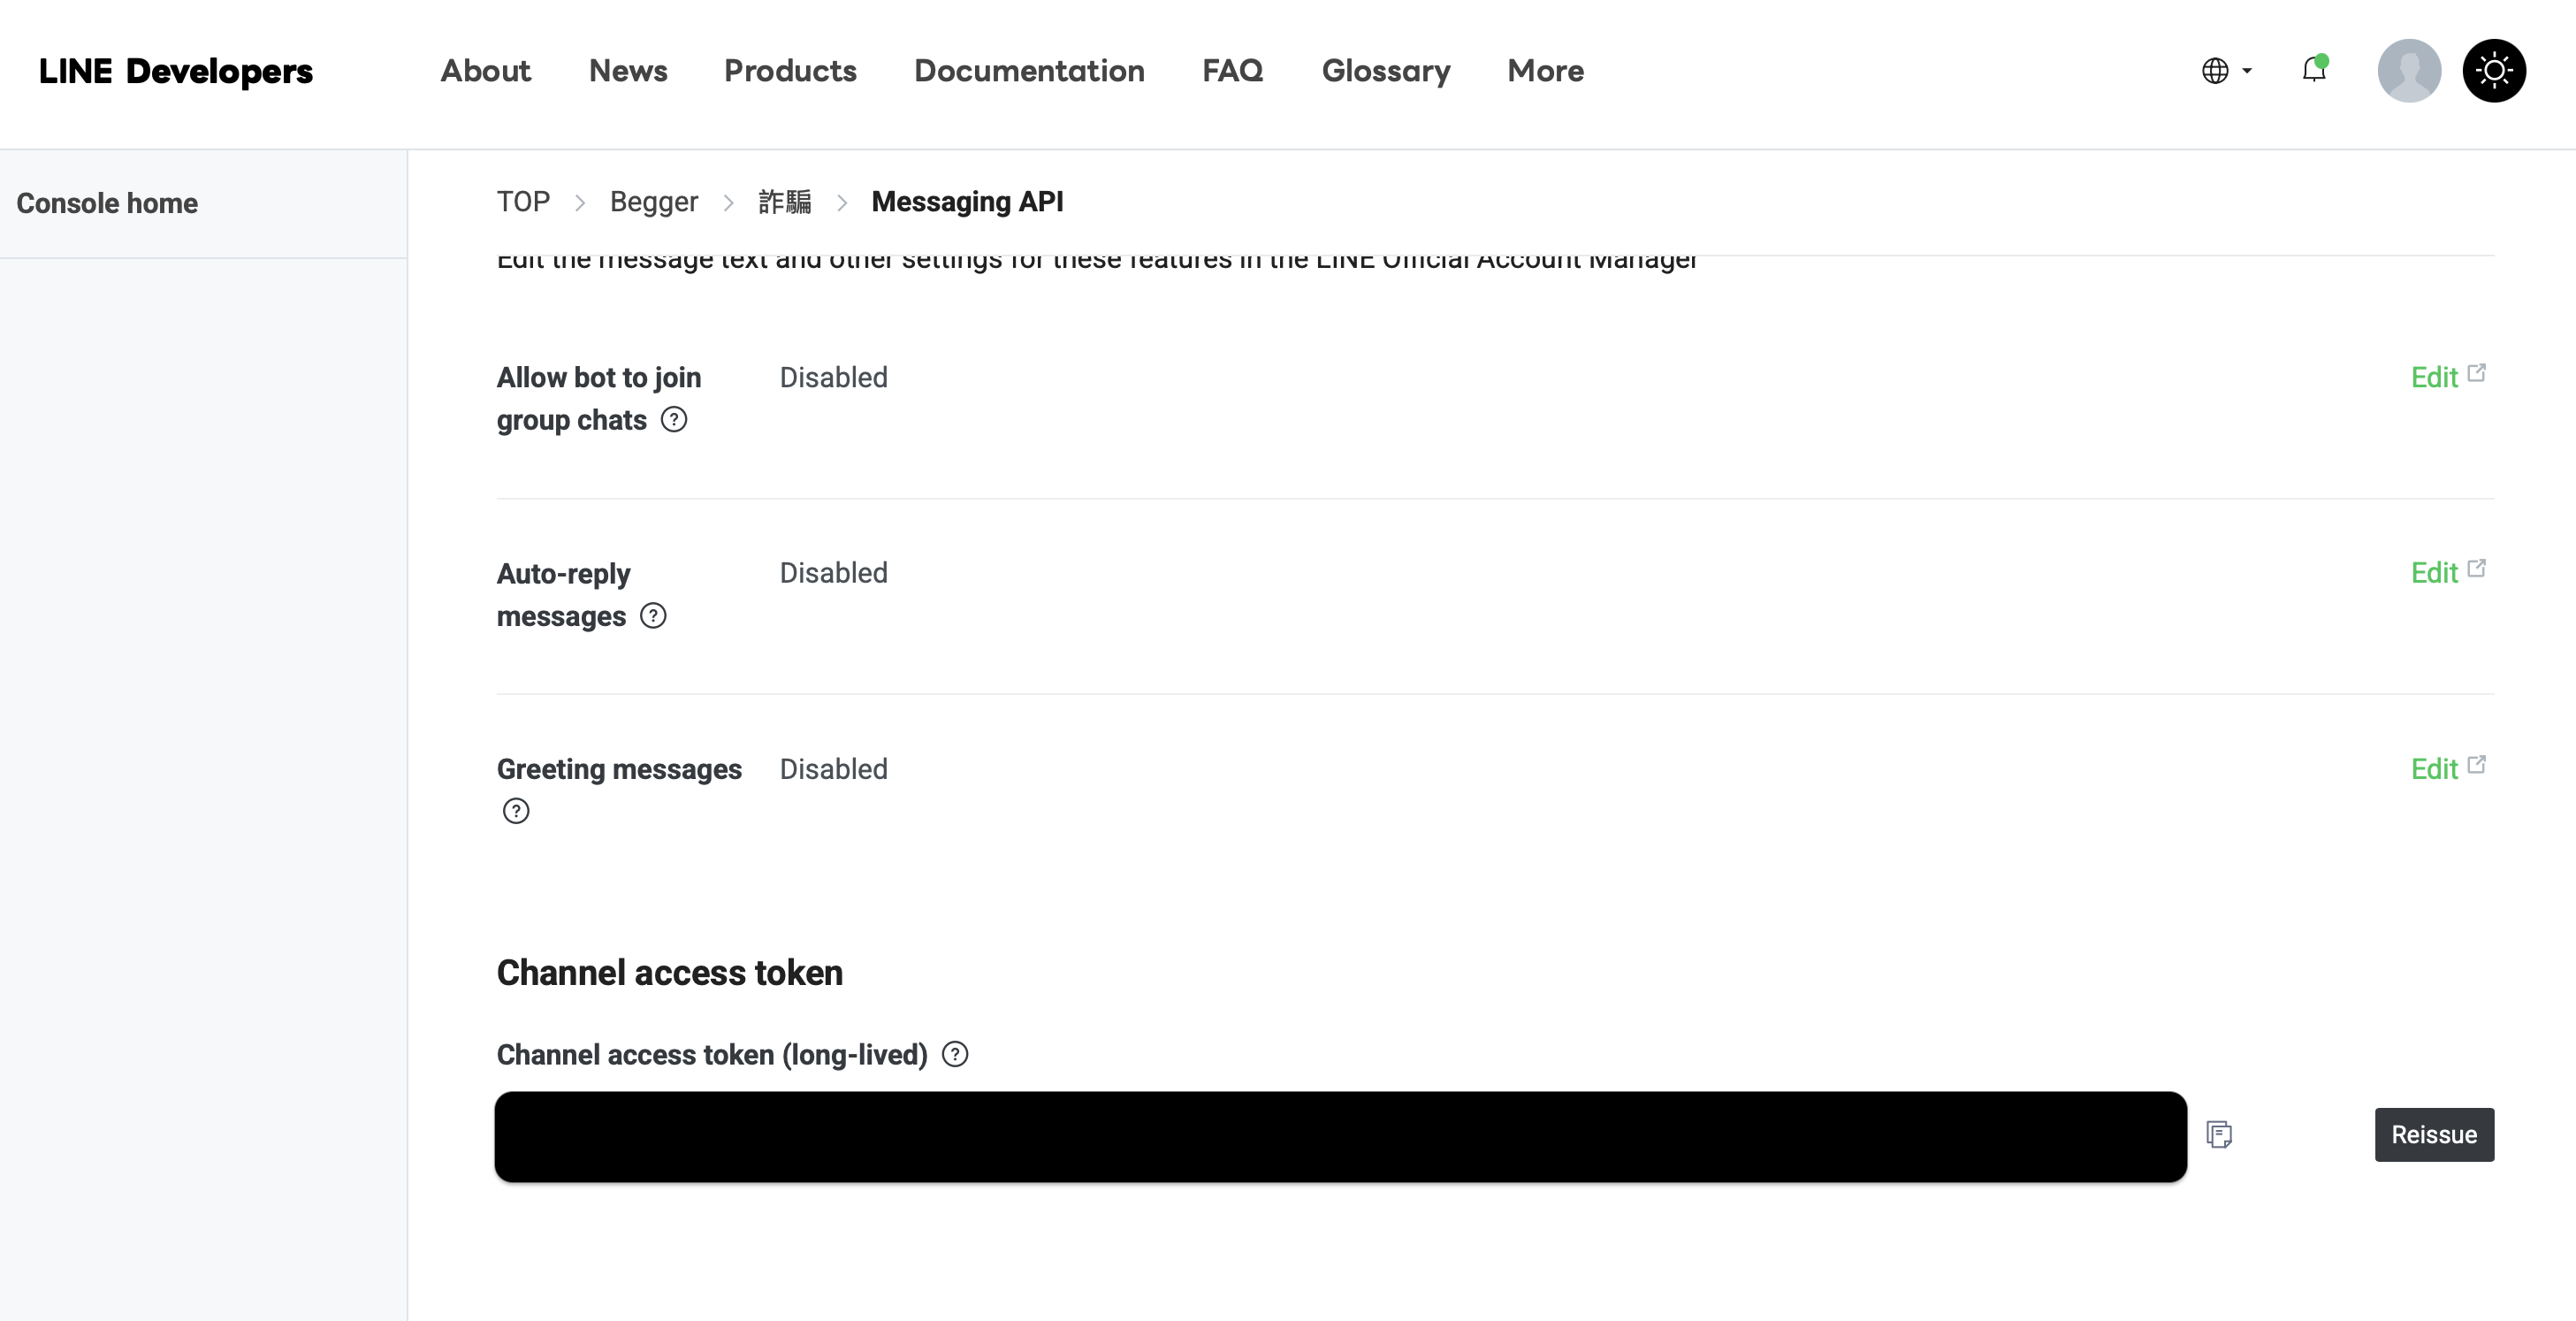 LINE Developers
About News Products Documentation FAQ Glossary More
Console home
TOP > Begger > 詐騙 > Messaging API
Edit the message text and other settings for these features in the LINE Official Account Manager
Allow bot to join
group chats
Disabled
Edit
Auto-reply
messages
Disabled
Edit
Greeting messages
Disabled
Edit
Channel access token
Channel access token (long-lived)
Reissue